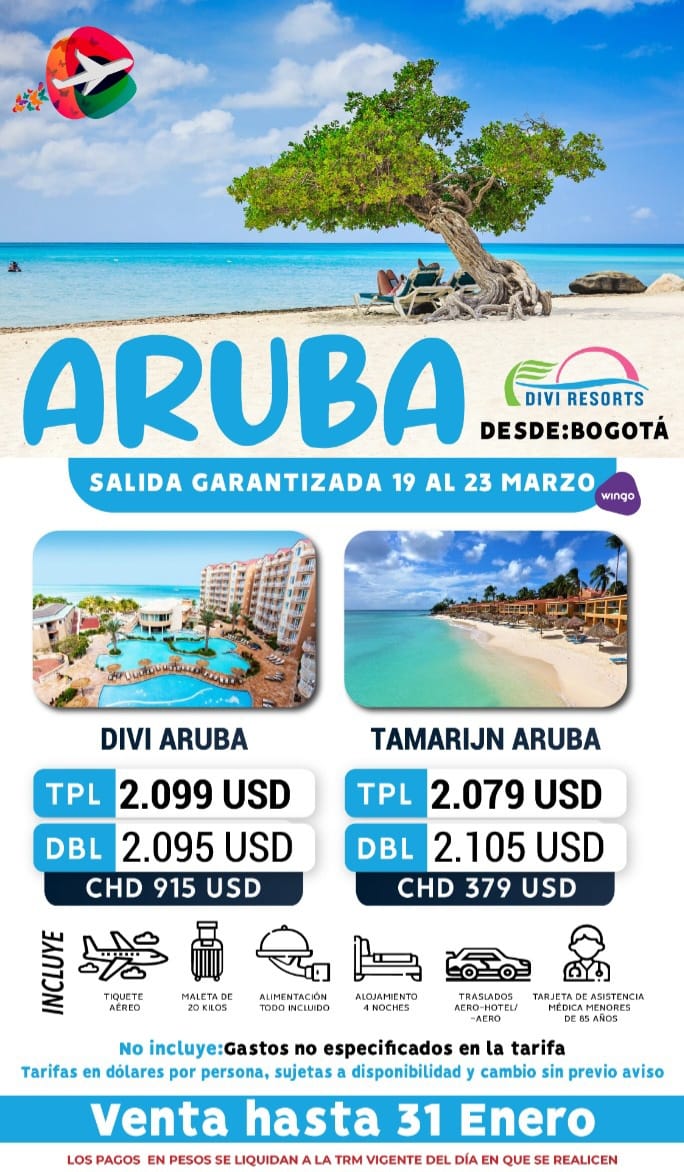 ARUBA
DIVI RESORTS
DESDE:BOGOTÁ
SALIDA GARANTIZADA 19 AL 23 MARZO
wingo
DIVI ARUBA
TPL 2.099 USD
DBL 2.095 USD
CHD 915 USD
TAMARIJN ARUBA
TPL 2.079 USD
DBL 2.105 USD
CHD 379 USD
INCLUYE
TIQUETE
AÉREO
MALETA DE
20 KILOS
ALIMENTACIÓN
TODO INCLUIDO
ALOJAMIENTO
4 NOCHES
TRASLADOS
AERO-HOTEL/
-AERO
TARJETA DE ASISTENCIA
MÉDICA MENORES
DE 85 AÑOS
No incluye:Gastos no especificados en la tarifa
Tarifas en dólares por persona, sujetas a disponibilidad y cambio sin previo aviso
Venta hasta 31 Enero
LOS PAGOS EN PESOS SE LIQUIDAN A LA TRM VIGENTE DEL DÍA EN QUE SE REALICEN